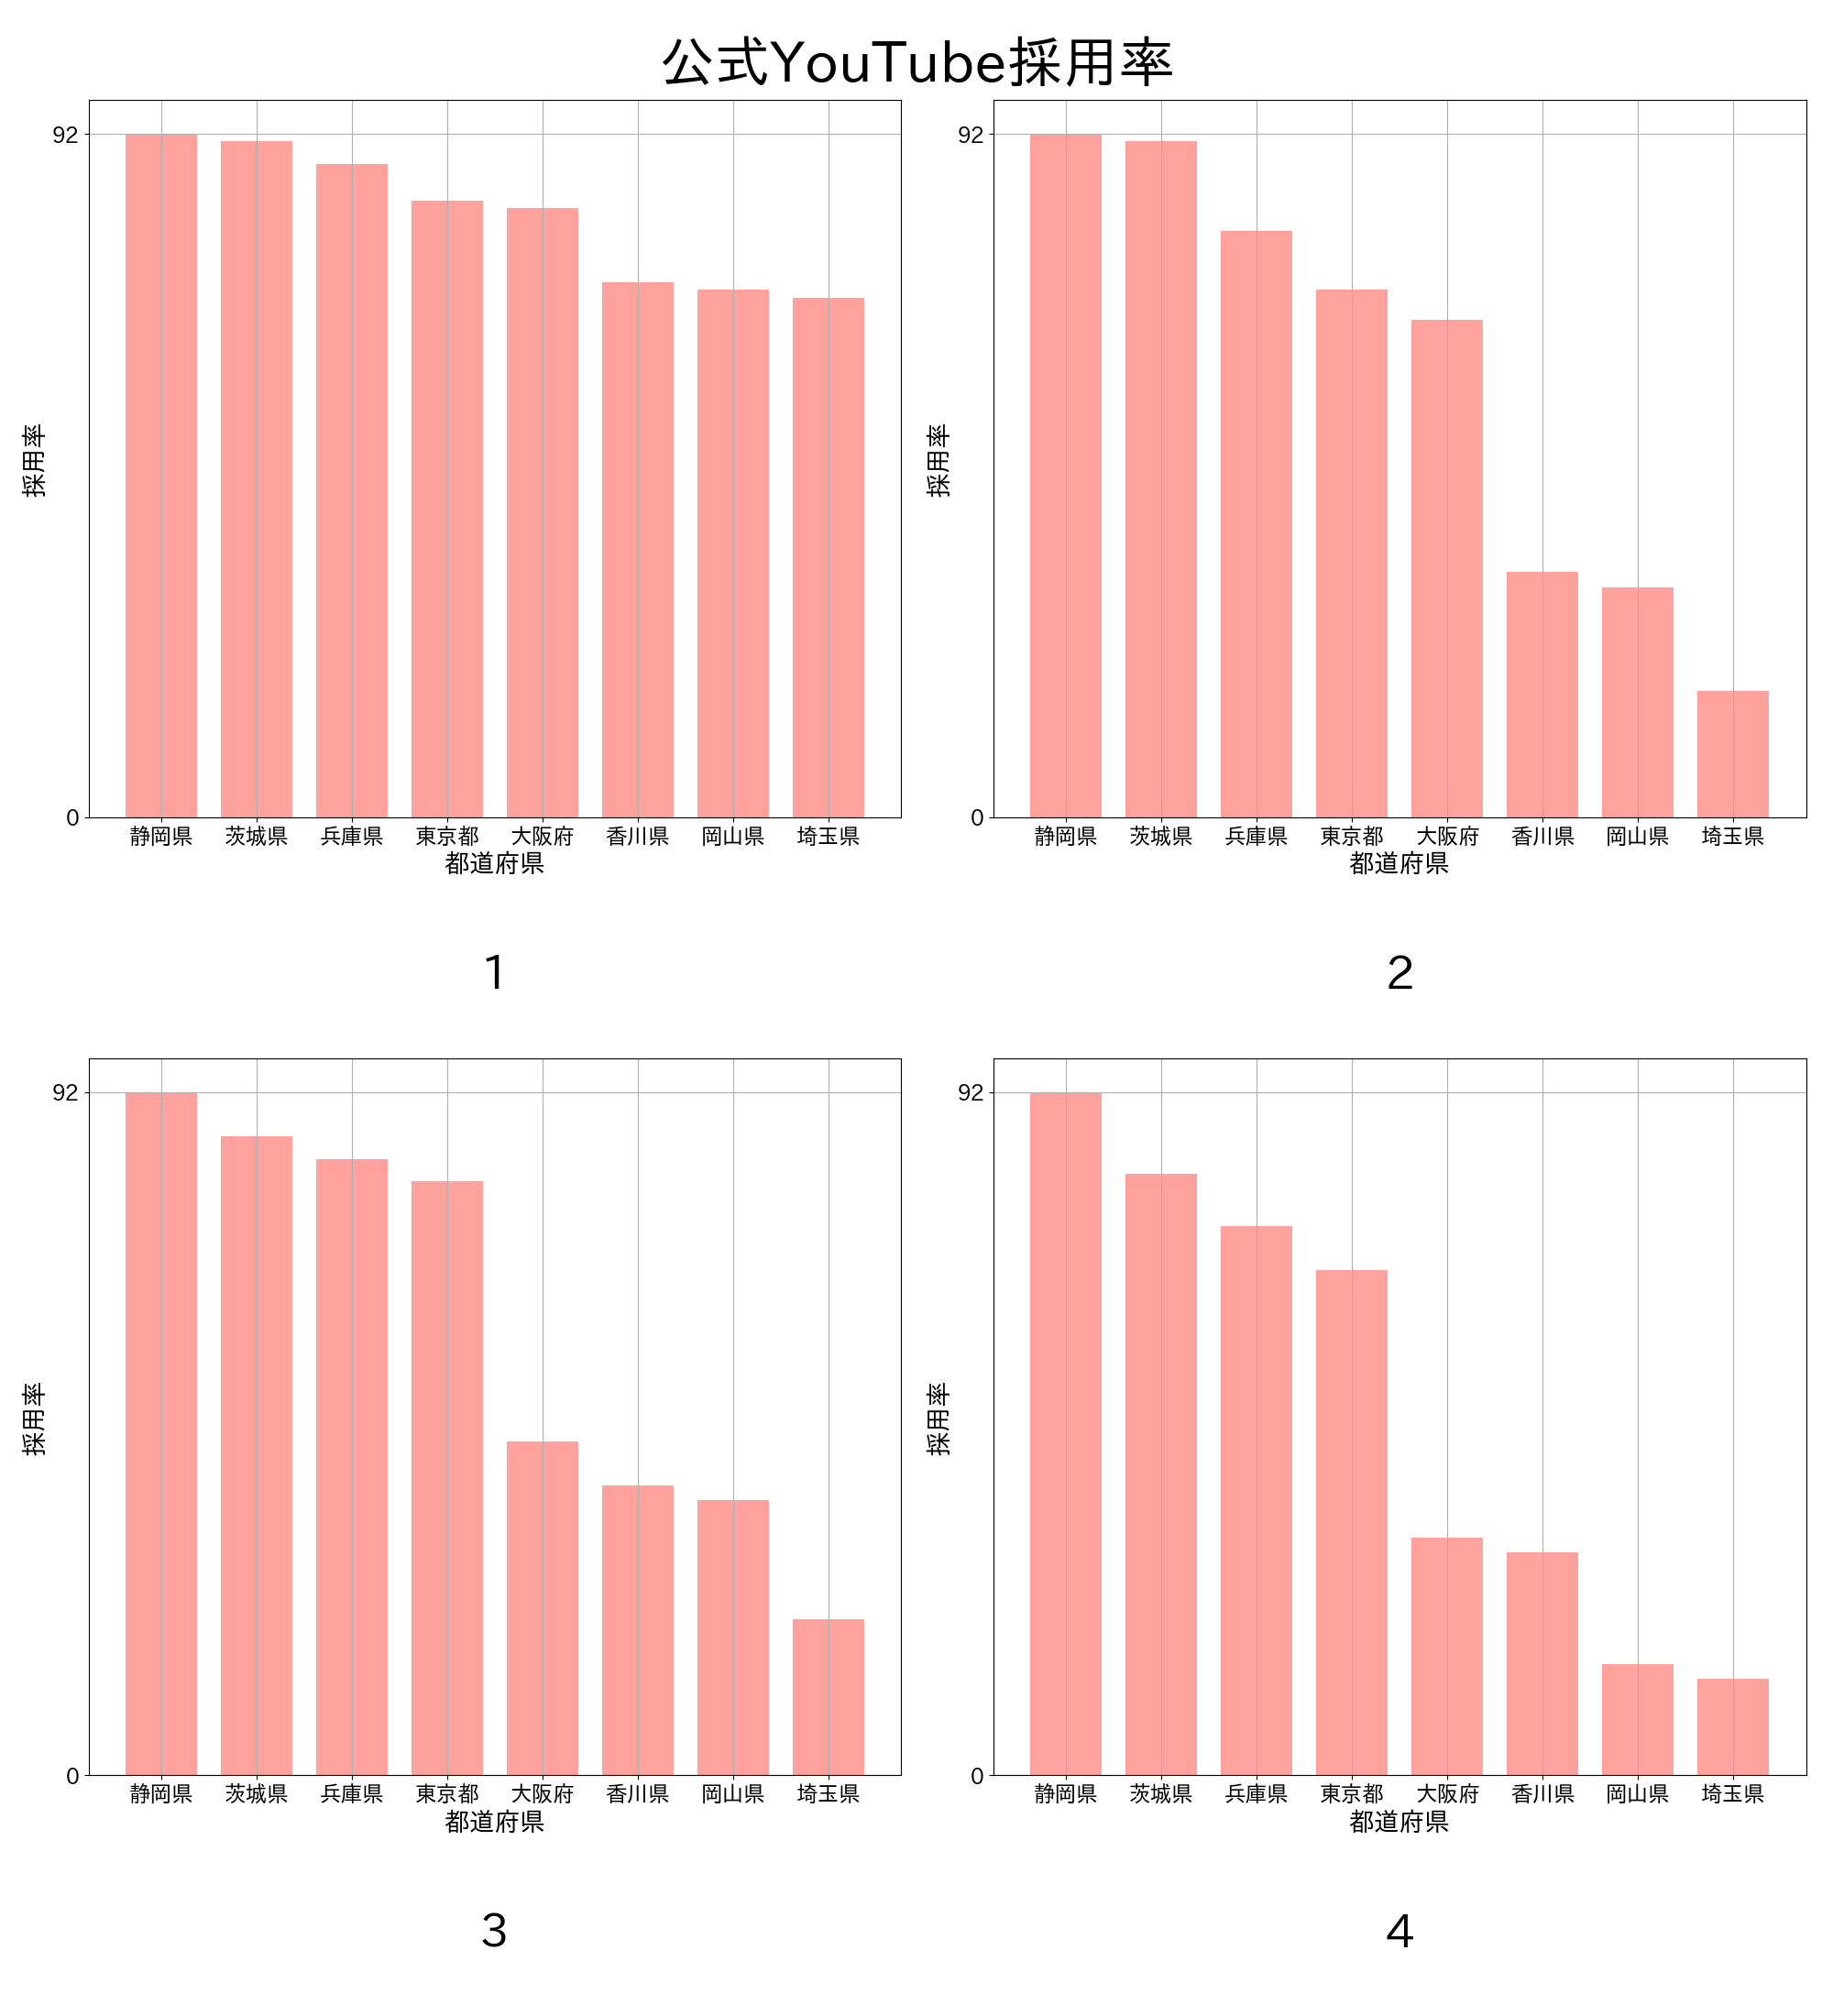 公式YouTube採用率
92
0
採用率
静岡県 茨城県 兵庫県 東京都 大阪府 香川県 岡山県 埼玉県
都道府県
1
92
0
採用率
静岡県 茨城県 兵庫県 東京都 大阪府 香川県 岡山県 埼玉県
都道府県
2
92
0
採用率
静岡県 茨城県 兵庫県 東京都 大阪府 香川県 岡山県 埼玉県
都道府県
3
92
0
採用率
静岡県 茨城県 兵庫県 東京都 大阪府 香川県 岡山県 埼玉県
都道府県
4